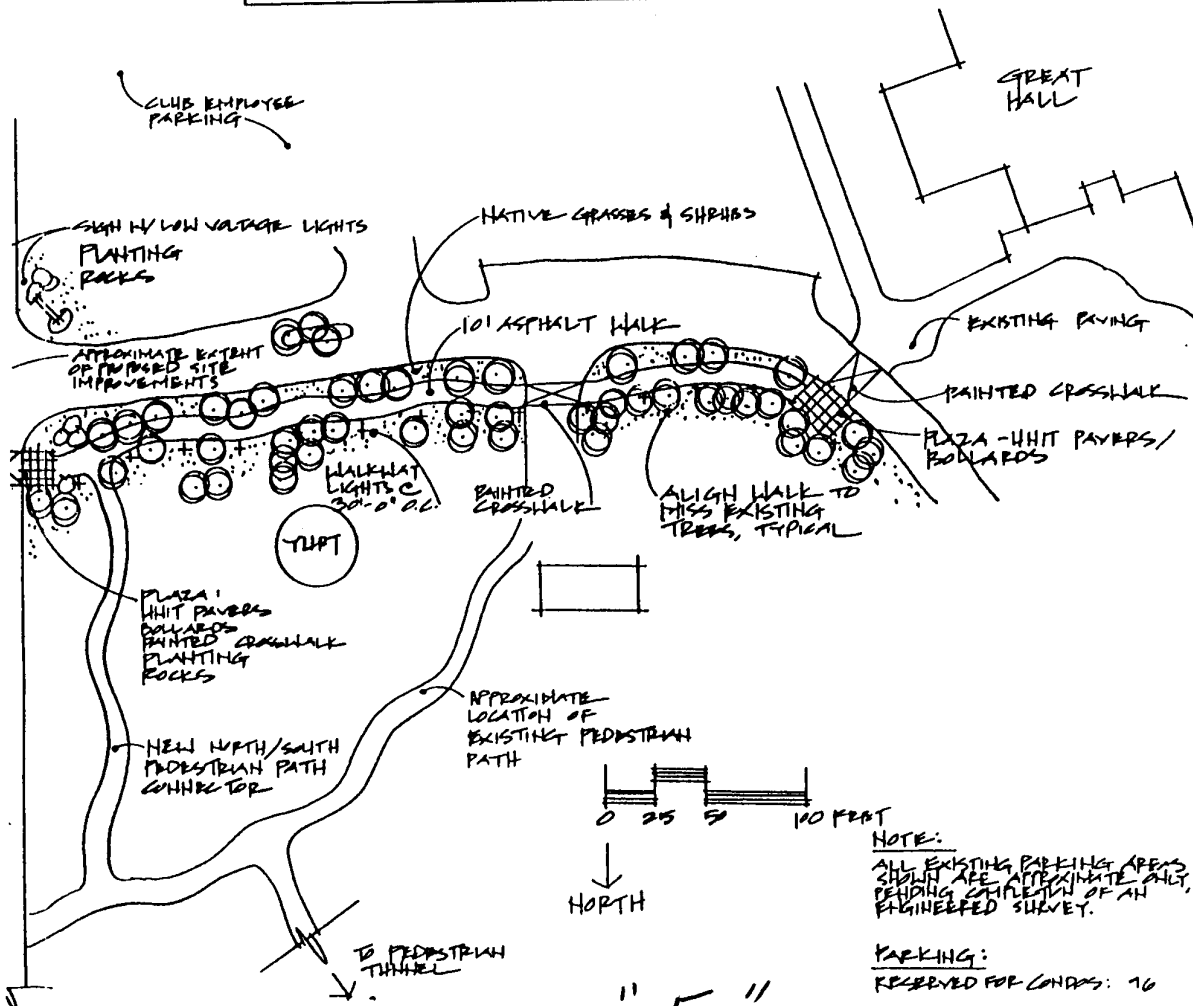 CLUB EMPLOYEE
PARKING
GREAT
HALL
SIGN W/ LOW VOLTAGE LIGHTS
PLANTING
ROCKS
NATIVE GRASSES & SHRUBS
10' ASPHALT WALK
EXISTING PAVING
APPROXIMATE EXTENT
OF PROPOSED SITE
IMPROVEMENTS
PAINTED CROSSWALK
PLAZA - UNIT PAVERS/
BOLLARDS
WALKWAY
LIGHTS @
30'-0" O.C.
PAINTED
CROSSWALK
ALIGN WALK TO
MISS EXISTING
TREES, TYPICAL
YURT
PLAZA:
UNIT PAVERS
BOLLARDS
PAINTED CROSSWALK
PLANTING
ROCKS
APPROXIMATE
LOCATION OF
EXISTING PEDESTRIAN
PATH
NEW NORTH/SOUTH
PEDESTRIAN PATH
CONNECTOR
0 25 50 100 FEET
NORTH
NOTE:
ALL EXISTING PARKING AREAS
SHOWN ARE APPROXIMATE ONLY,
PENDING COMPLETION OF AN
ENGINEERED SURVEY.
TO PEDESTRIAN
TUNNEL
PARKING:
RESERVED FOR CONDOS: 96